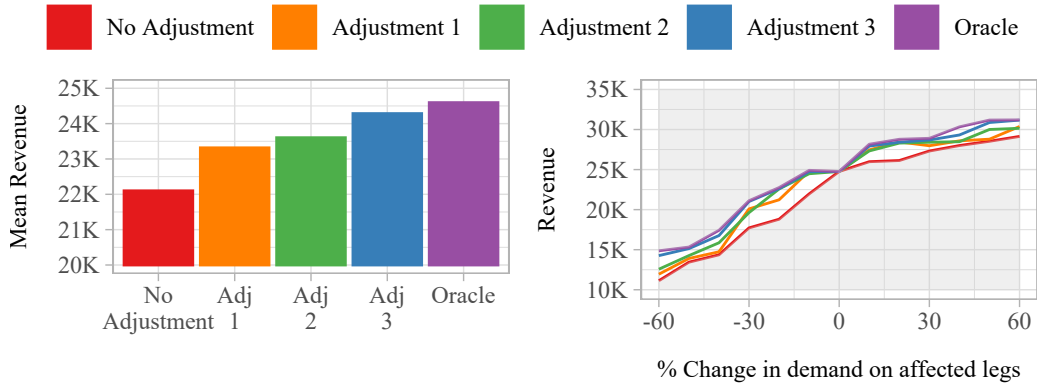 No Adjustment
Adjustment 1
Adjustment 2
Adjustment 3
Oracle
Mean Revenue
25K
24K
23K
22K
21K
20K
No Adjustment
Adj 1
Adj 2
Adj 3
Oracle
Revenue
35K
30K
25K
20K
15K
10K
-60
-30
0
30
60
% Change in demand on affected legs